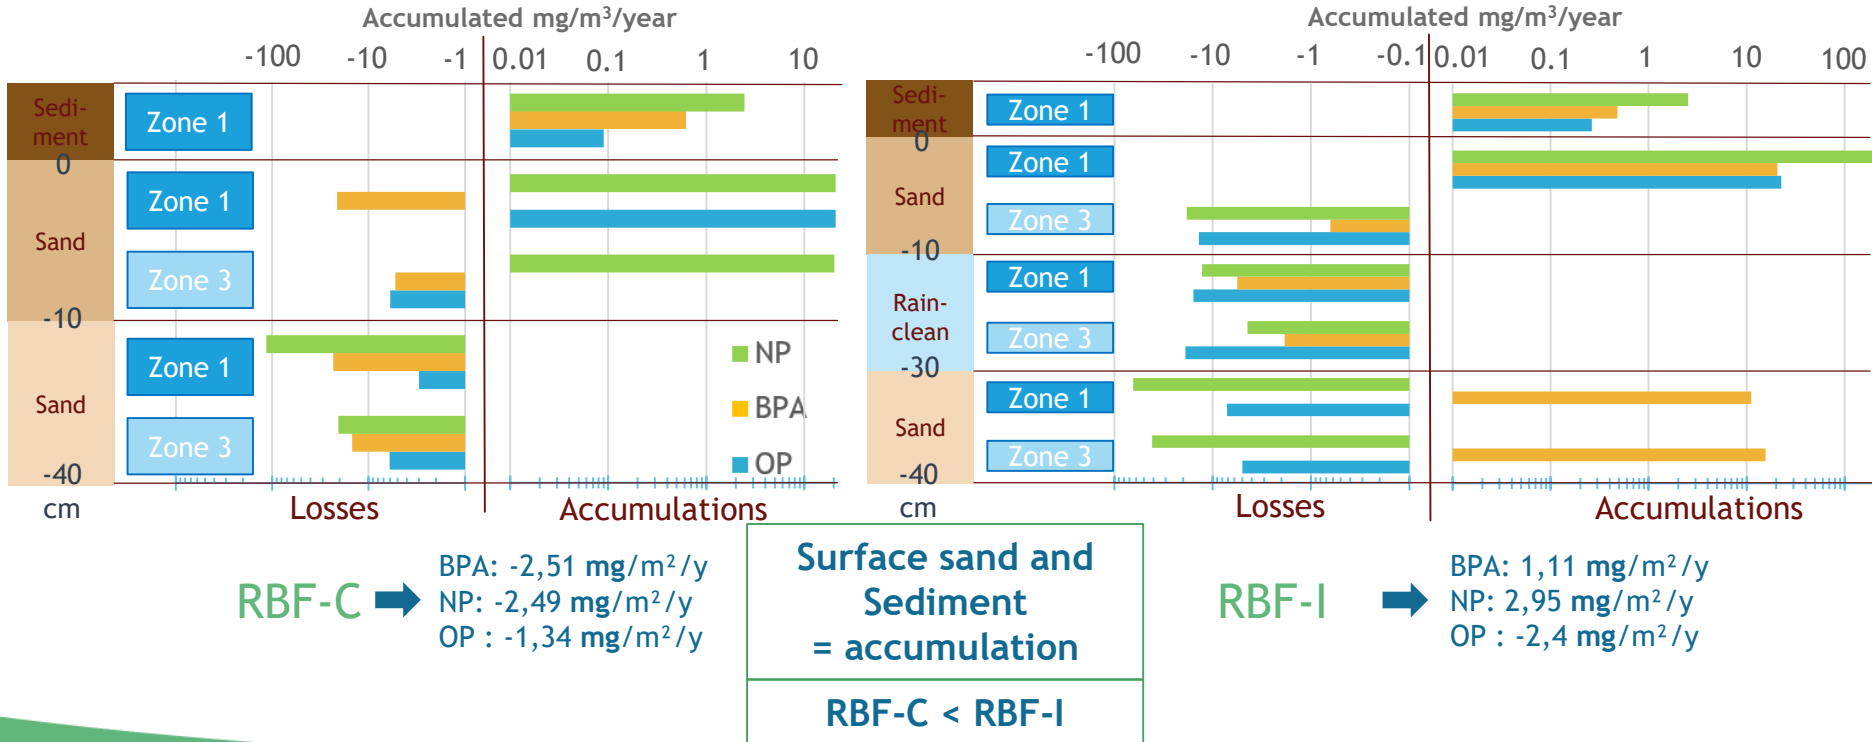 Accumulated mg/m³/year
-100 -10 -1 0.01 0.1 1 10
Sedi-
ment
Zone 1
0
Zone 1
Sand
Zone 3
-10
Zone 1
Sand
Zone 3
-40
cm
Losses
Accumulations
NP
BPA
OP
Accumulated mg/m³/year
-100 -10 -1 -0.1 0.01 0.1 1 10 100
Sedi-
ment
Zone 1
0
Zone 1
Sand
Zone 3
-10
Zone 1
Rain-
clean
Zone 3
-30
Zone 1
Sand
Zone 3
-40
cm
Losses
Accumulations
RBF-C
BPA: -2,51 mg/m²/y
NP: -2,49 mg/m²/y
OP : -1,34 mg/m²/y
Surface sand and
Sediment
= accumulation
RBF-C < RBF-I
RBF-I
BPA: 1,11 mg/m²/y
NP: 2,95 mg/m²/y
OP : -2,4 mg/m²/y